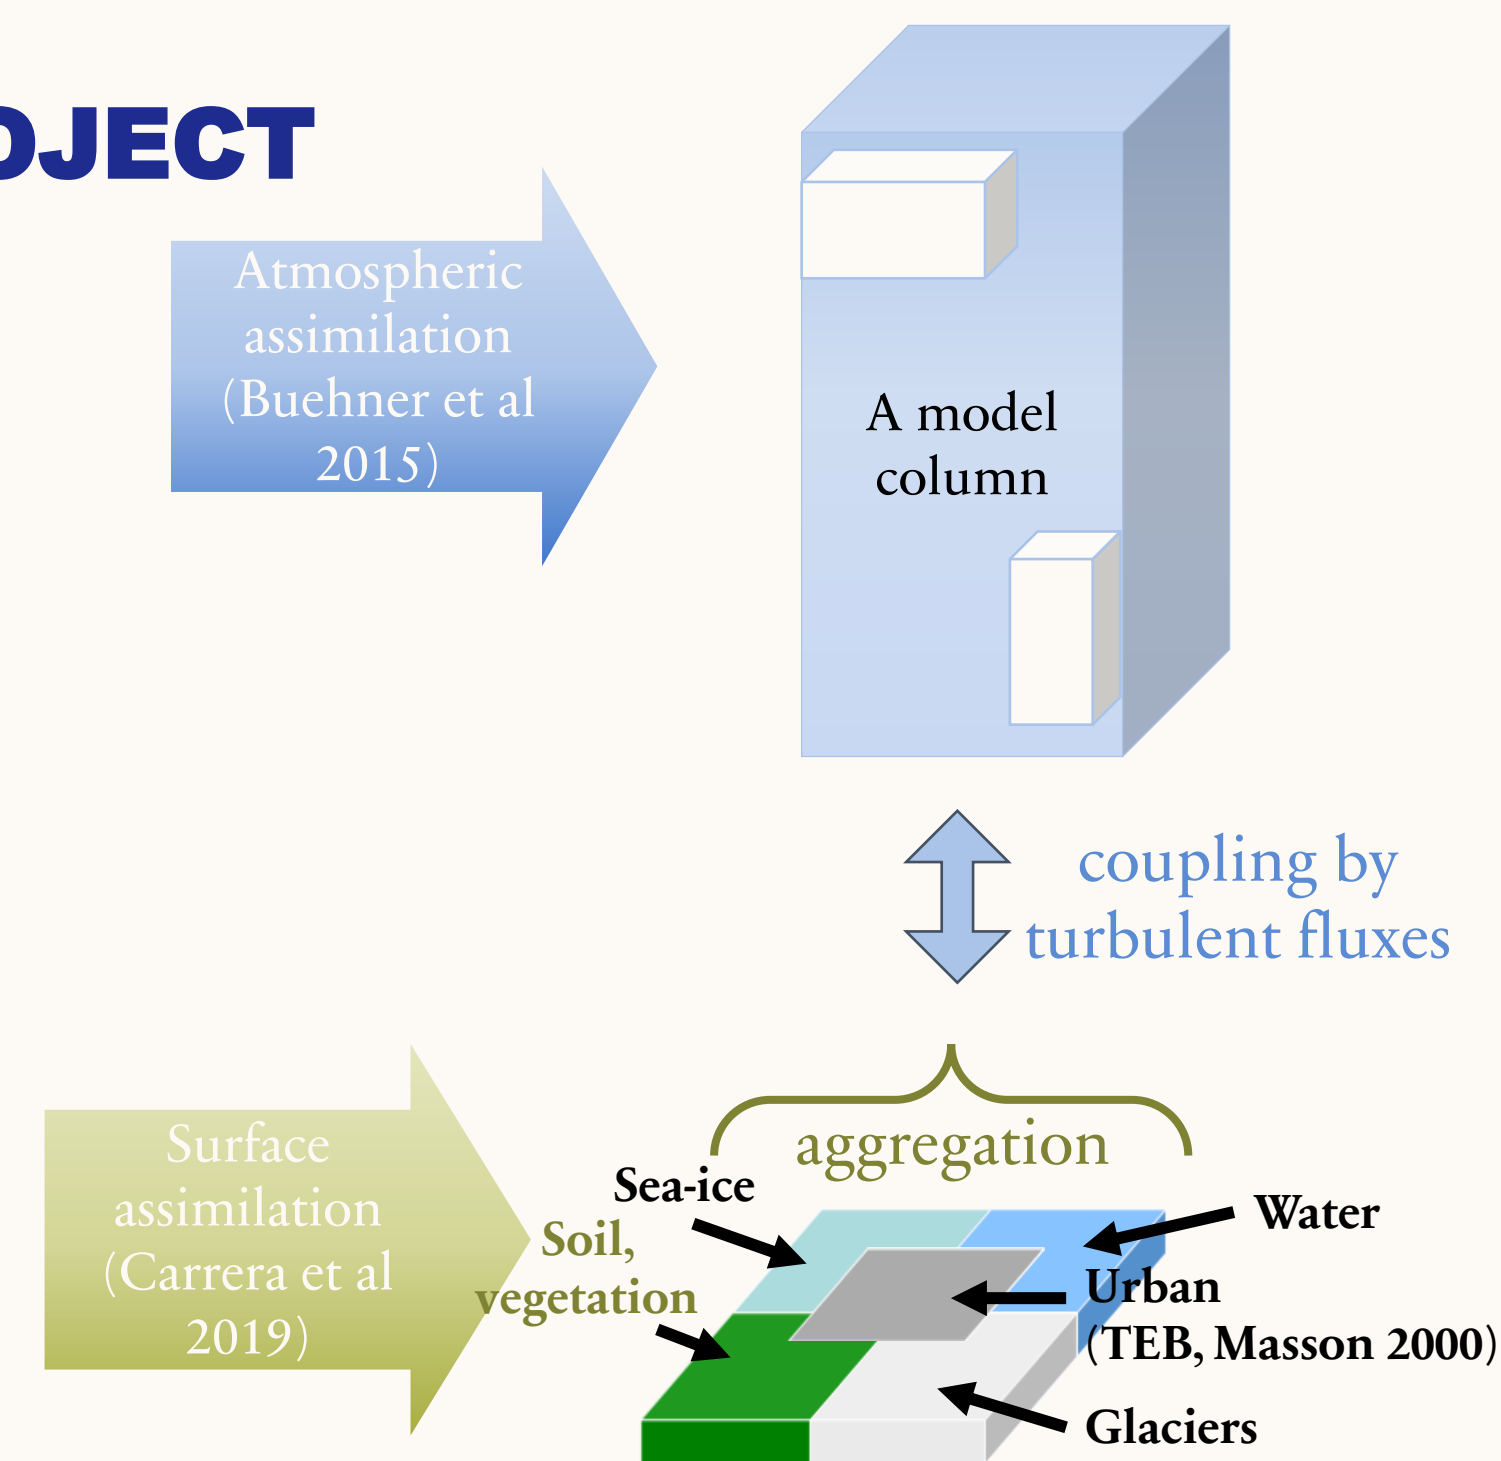 OJECT
Atmospheric
assimilation
(Buehner et al
2015)
A model
column
coupling by
turbulent fluxes
Surface
assimilation
(Carrera et al
2019)
aggregation
Sea-ice
Soil,
vegetation
Water
Urban
(TEB, Masson 2000)
Glaciers